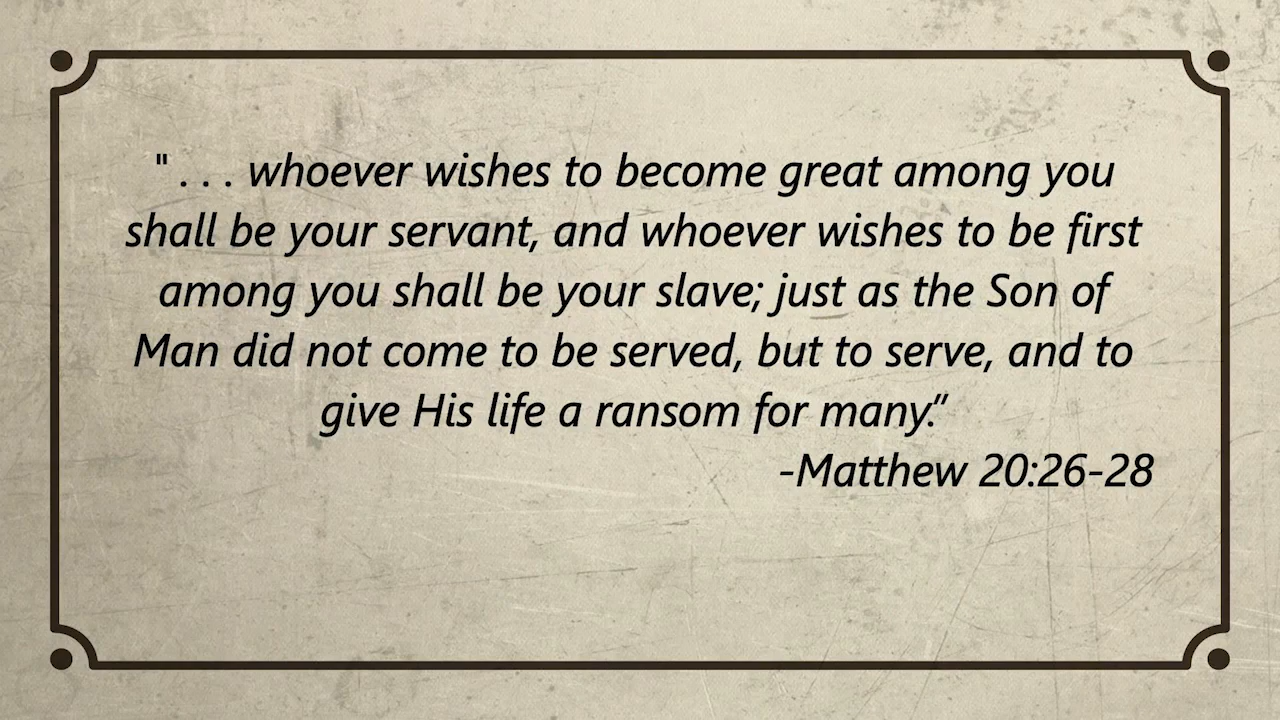 " . . . whoever wishes to become great among you
shall be your servant, and whoever wishes to be first
among you shall be your slave; just as the Son of
Man did not come to be served, but to serve, and to
give His life a ransom for many.”
-Matthew 20:26-28